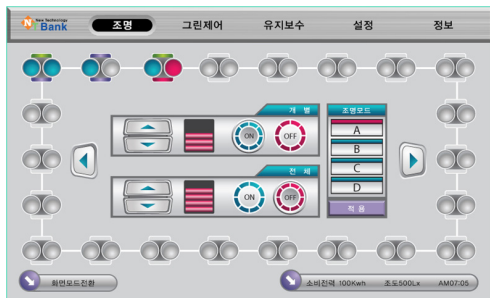 New Technology
NT Bank
조명
그린제어
유지보수
설정
정보
개 별
ON
OFF
전 체
ON
OFF
조명모드
A
B
C
D
적 용
화면모드전환
소비전력 100Kwh 조도500Lx AM07:05